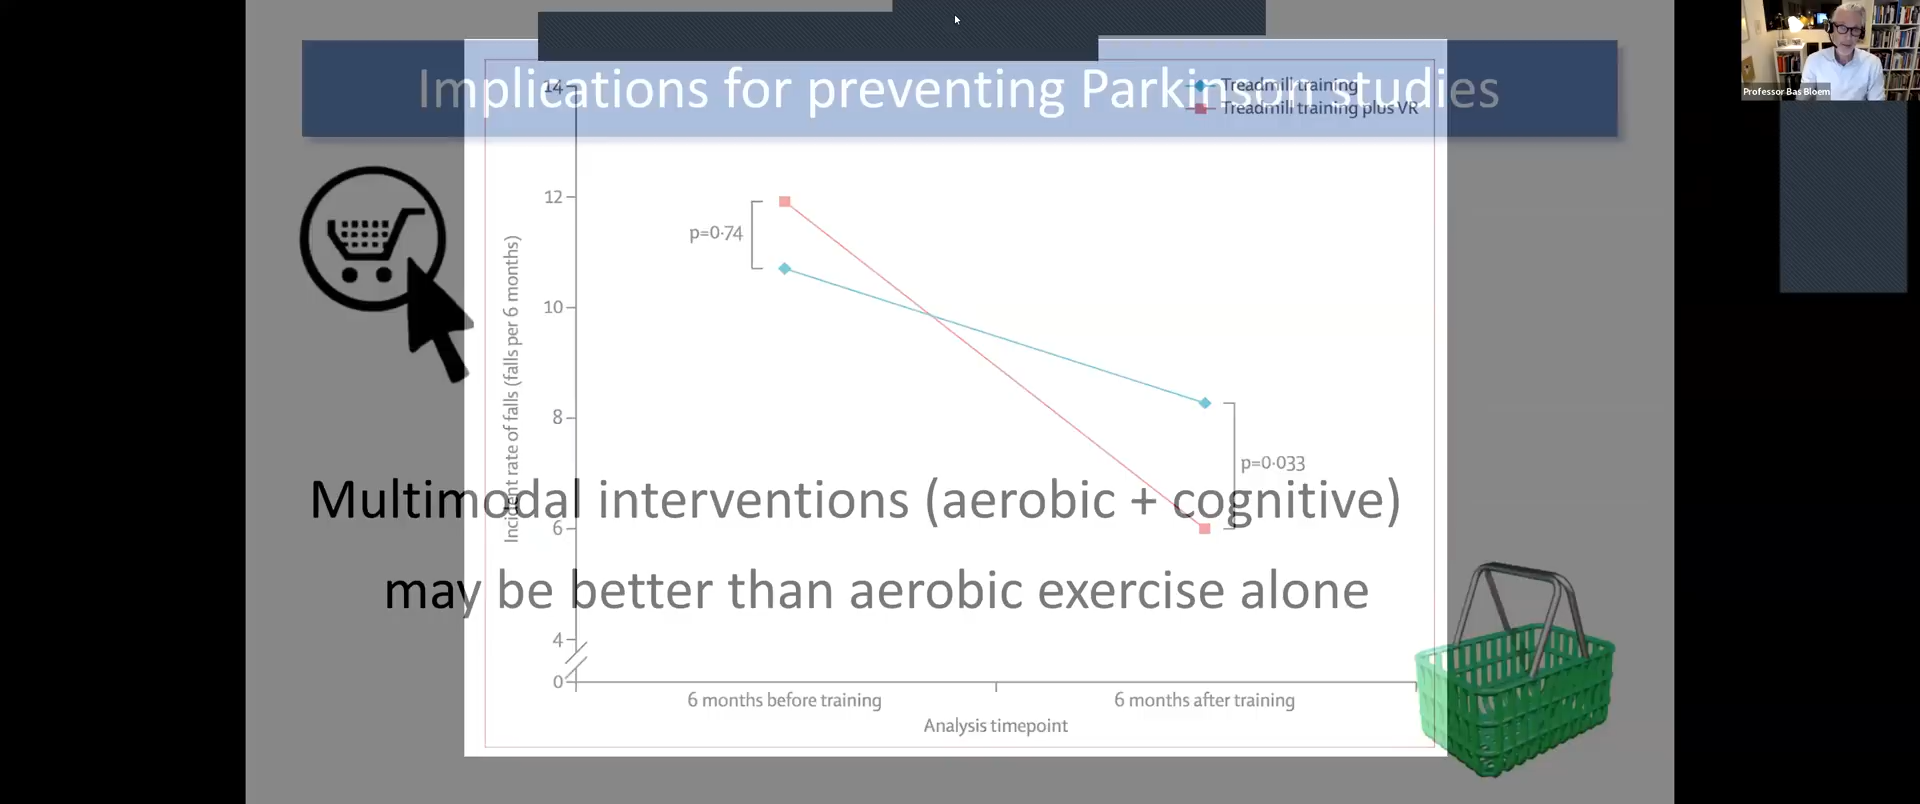 Implications for preventing Parkinson studies
Professor Bas Bloem
Treadmill training
Treadmill training plus VR
14
12
10
8
6
4
0
Incident rate of falls (falls per 6 months)
p=0·74
p=0·033
Multimodal interventions (aerobic + cognitive)
may be better than aerobic exercise alone
6 months before training
6 months after training
Analysis timepoint